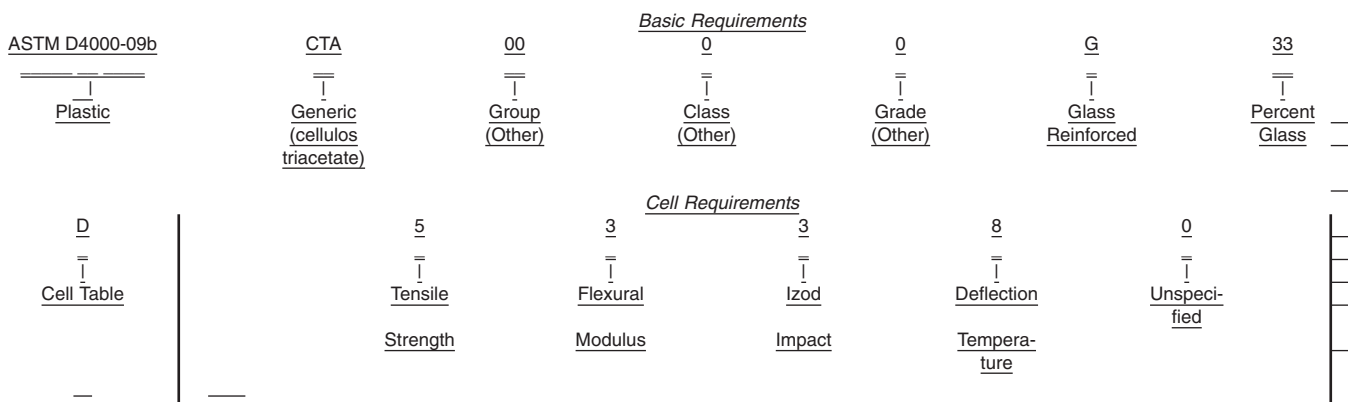 Basic Requirements
ASTM D4000-09b CTA 00 0 0 G 33
Plastic Generic Group Class Grade Glass Percent
(cellulos (Other) (Other) (Other) Reinforced Glass
triacetate)
Cell Requirements
D 5 3 3 8 0
Cell Table Tensile Flexural Izod Deflection Unspeci-
fied
Strength Modulus Impact Tempera-
ture